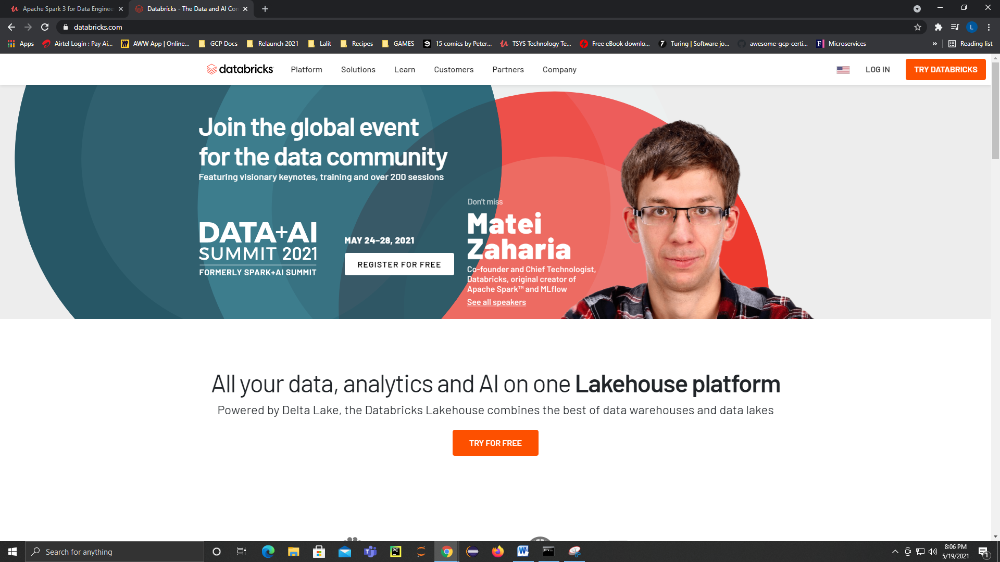 Apache Spark 3 for Data Enginee
Databricks - The Data and AI Con
databricks.com
L
Apps
Airtel Login : Pay Ai...
AWW App | Online...
GCP Docs
Relaunch 2021
Lalit
Recipes
GAMES
15 comics by Peter...
TSYS Technology Te...
Free eBook downlo...
Turing | Software jo...
awesome-gcp-certi...
Microservices
»
Reading list
databricks
Platform
Solutions
Learn
Customers
Partners
Company
LOG IN
TRY DATABRICKS
Join the global event
for the data community
Featuring visionary keynotes, training and over 200 sessions
DATA+AI
SUMMIT 2021
FORMERLY SPARK+AI SUMMIT
MAY 24–28, 2021
REGISTER FOR FREE
Don't miss
Matei
Zaharia
Co-founder and Chief Technologist,
Databricks, original creator of
Apache Spark™ and MLflow
See all speakers
All your data, analytics and AI on one Lakehouse platform
Powered by Delta Lake, the Databricks Lakehouse combines the best of data warehouses and data lakes
TRY FOR FREE
Search for anything
8:06 PM
5/19/2021
1